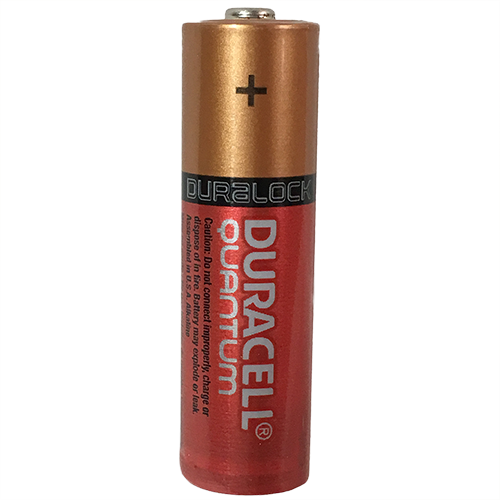 +
DURALOCK
DURACELL®
QUANTUM
Caution: Do not connect improperly, charge or
dispose of in fire. Battery may explode or leak.
Assembled in U.S.A. Alkaline